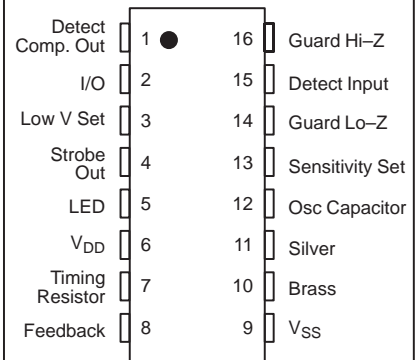 Detect
Comp. Out 1 16 Guard Hi–Z
I/O 2 15 Detect Input
Low V Set 3 14 Guard Lo–Z
Strobe
Out 4 13 Sensitivity Set
LED 5 12 Osc Capacitor
VDD 6 11 Silver
Timing
Resistor 7 10 Brass
Feedback 8 9 VSS